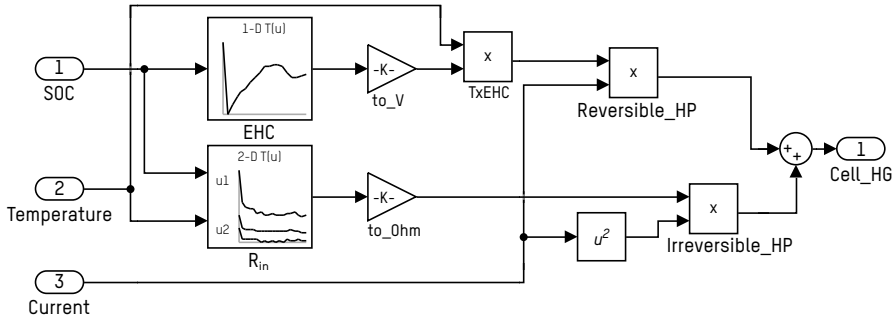 1-D T(u)
1
SOC
EHC
-K-
to_V
x
TxEHC
x
Reversible_HP
2
Temperature
2-D T(u)
u1
u2
R_in
-K-
to_Ohm
u²
x
Irreversible_HP
+
+
1
Cell_HG
3
Current